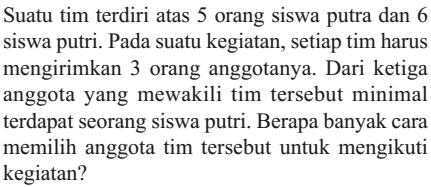 Suatu tim terdiri atas 5 orang siswa putra dan 6
siswa putri. Pada suatu kegiatan, setiap tim harus
mengirimkan 3 orang anggotanya. Dari ketiga
anggota yang mewakili tim tersebut minimal
terdapat seorang siswa putri. Berapa banyak cara
memilih anggota tim tersebut untuk mengikuti
kegiatan?